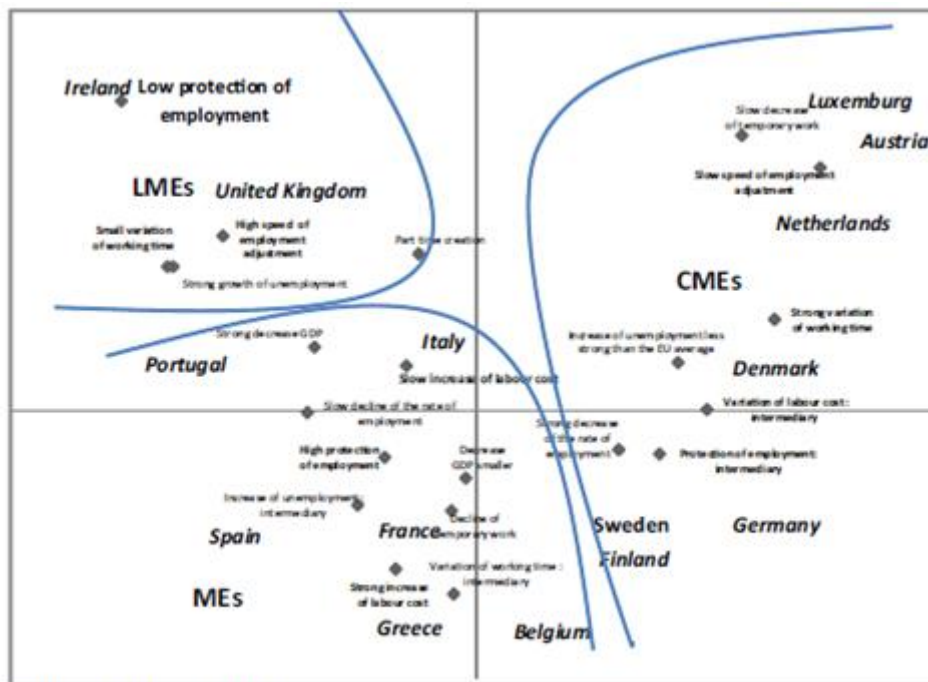 Ireland
Low protection of
employment
LMEs
United Kingdom
Small variation
of working time
High speed of
employment
adjustment
Strong growth of unemployment
Part time creation
Luxemburg
Slow decrease
of temporary work
Austria
Slow speed of employment
adjustment
Netherlands
CMEs
Strong variation
of working time
Increase of unemployment less
strong than the EU average
Denmark
Variation of labour cost :
intermediary
Strong decrease GDP
Portugal
Italy
Slow increase of labour cost
Slow decline of the rate of
employment
High protection
of employment
Decrease
GDP smaller
Strong decrease
of the rate of
employment
Protection of employment:
intermediary
Increase of unemployment :
intermediary
Spain
France
Decline of
temporary work
Sweden
Finland
Germany
MEs
Strong increase
of labour cost
Variation of working time :
intermediary
Greece
Belgium